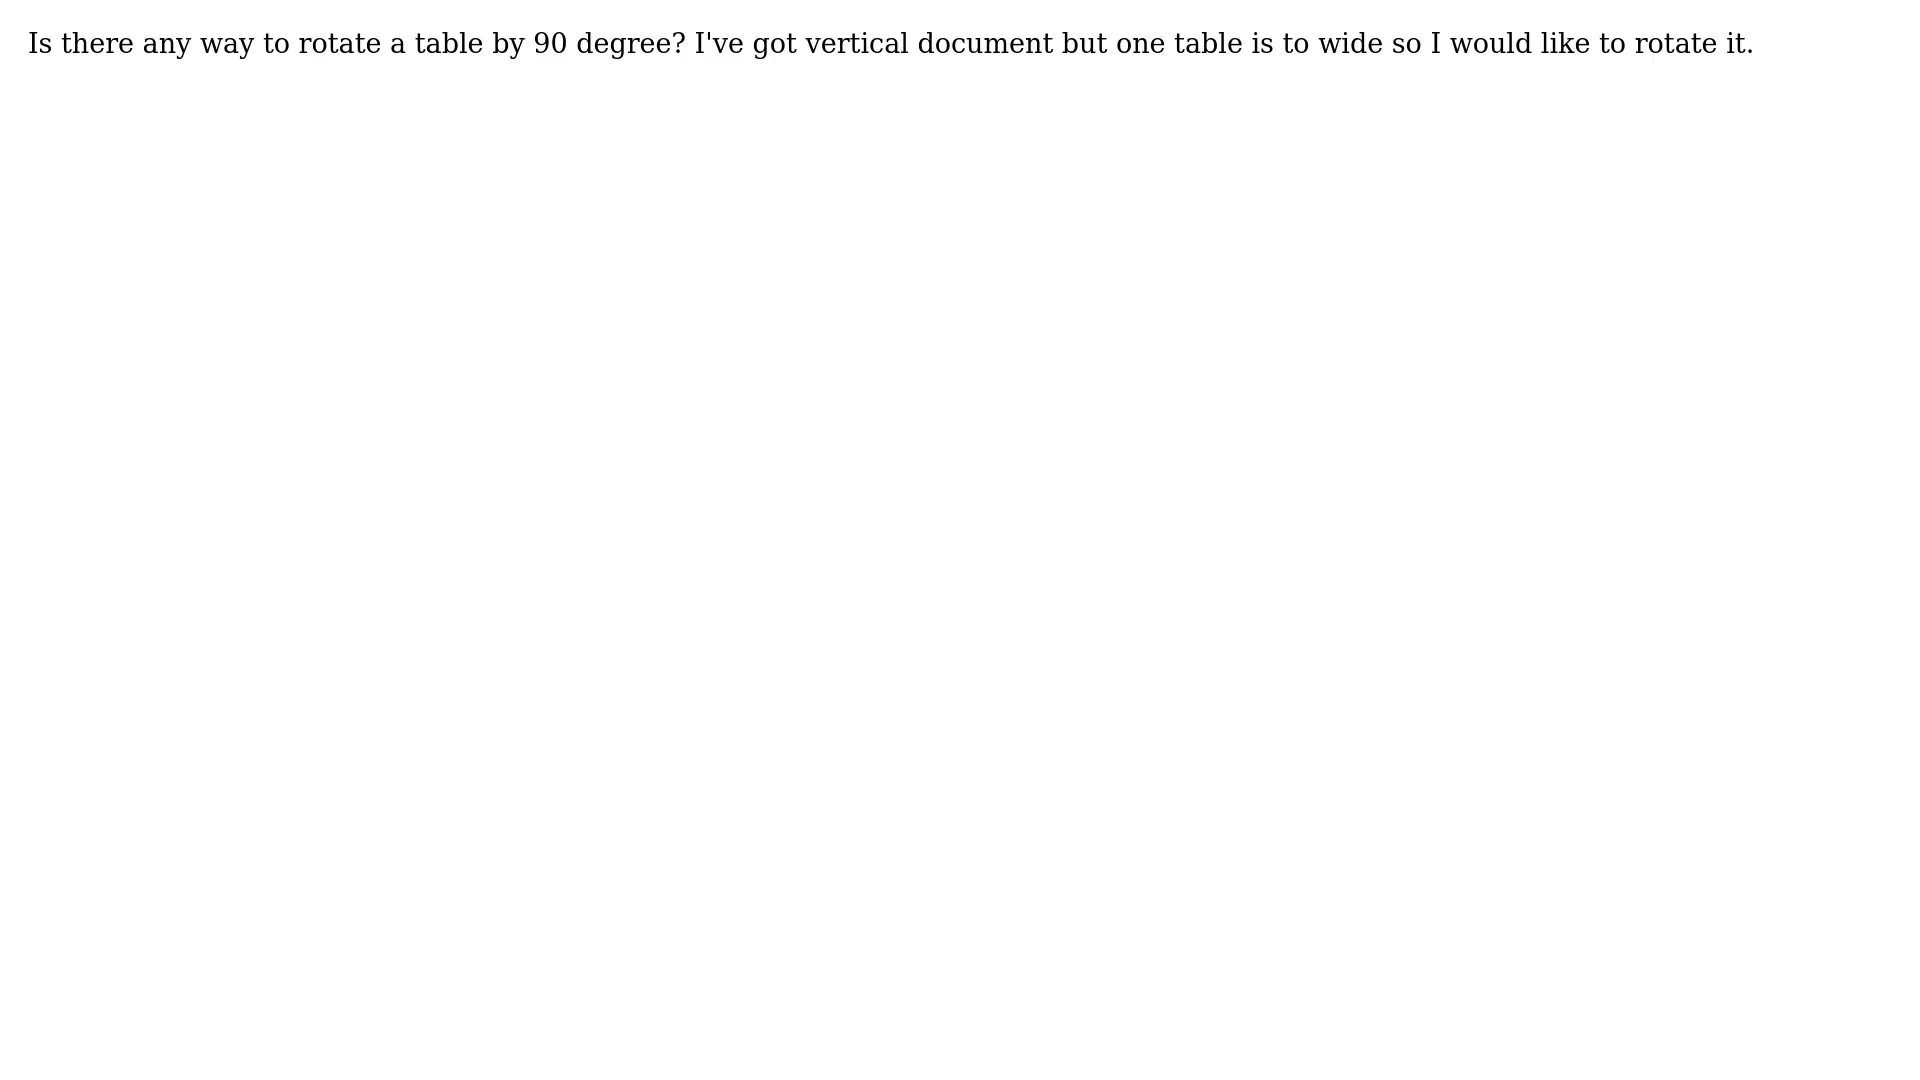 Is there any way to rotate a table by 90 degree? I've got vertical document but one table is to wide so I would like to rotate it.